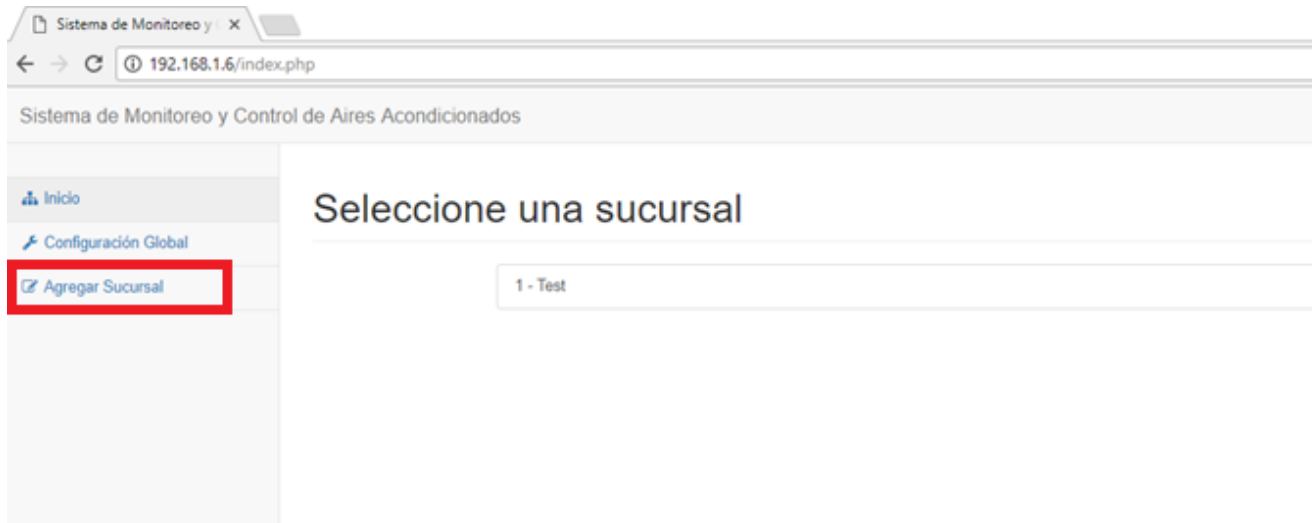 Sistema de Monitoreo y
192.168.1.6/index.php
Sistema de Monitoreo y Control de Aires Acondicionados
Inicio
Configuración Global
Agregar Sucursal
Seleccione una sucursal
1 - Test